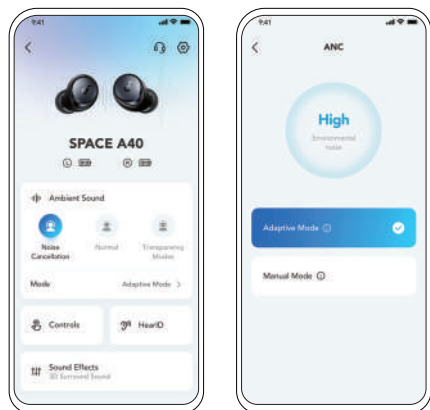 9:41
SPACE A40
L
R
Ambient Sound
Noise
Cancellation
Normal
Transparency
Modes
Mode
Adaptive Mode
Controls
HearID
Sound Effects
3D Surround Sound
9:41
ANC
High
Environmental
noise
Adaptive Mode
Manual Mode